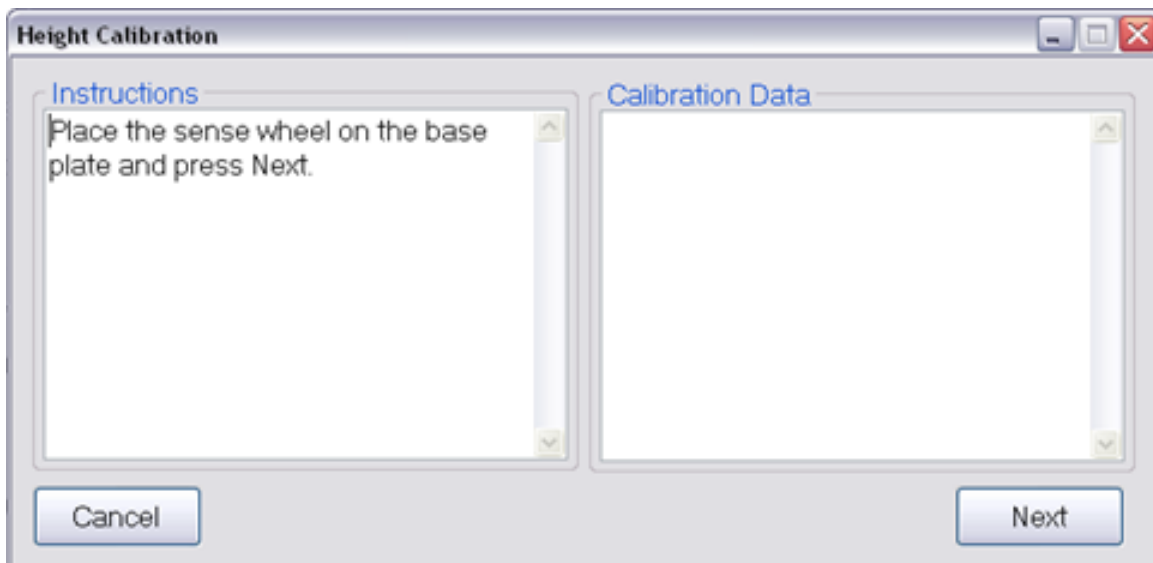 Height Calibration
Instructions
Place the sense wheel on the base
plate and press Next.
Calibration Data
Cancel
Next